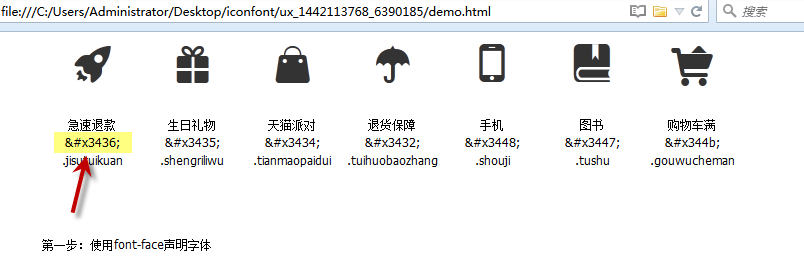 file:///C:/Users/Administrator/Desktop/iconfont/ux_1442113768_6390185/demo.html
搜索
急速退款 生日礼物 天猫派对 退货保障 手机 图书 购物车满
&#x3436; &#x3435; &#x3434; &#x3432; &#x3448; &#x3447; &#x344b;
.jisutuikuan .shengriliwu .tianmaopaidui .tuihuobaozhang .shouji .tushu .gouwucheman
第一步：使用font-face声明字体